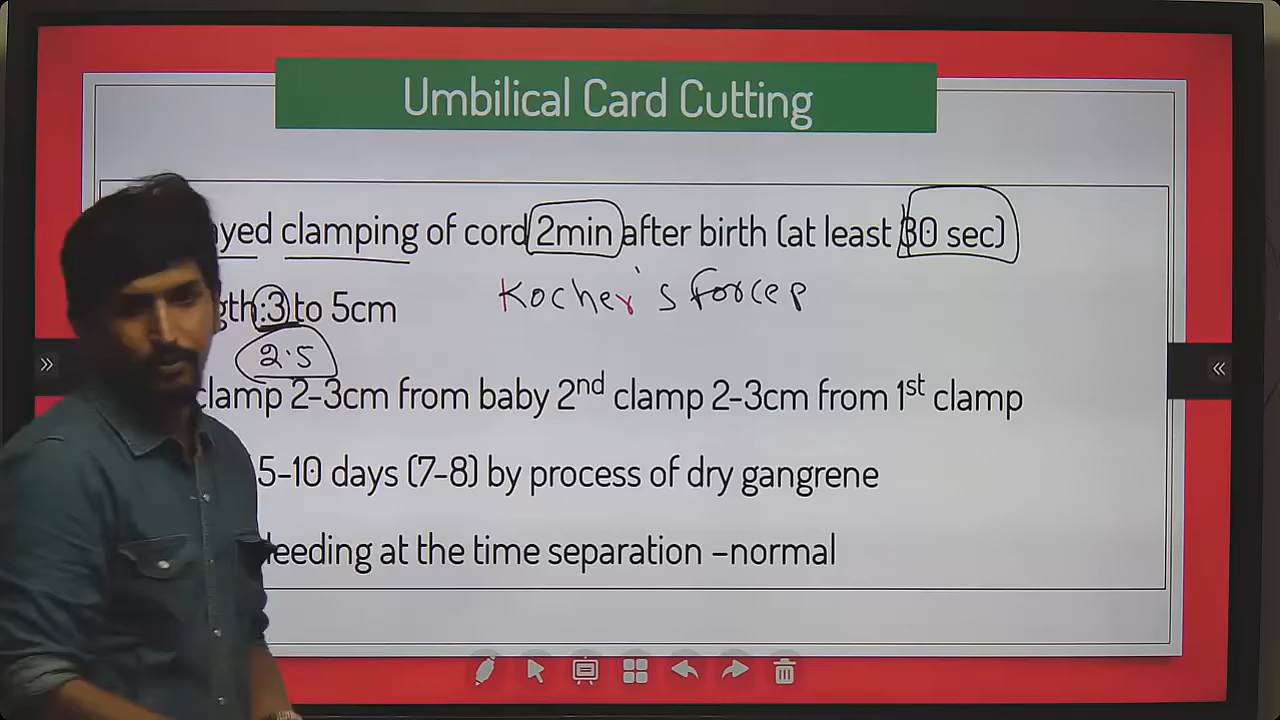 Umbilical Card Cutting
ayed clamping of cord 2min after birth (at least 30 sec)
gth:3 to 5cm
Kocher's forcep
2.5
clamp 2-3cm from baby 2nd clamp 2-3cm from 1st clamp
5-10 days (7-8) by process of dry gangrene
leeding at the time separation -normal